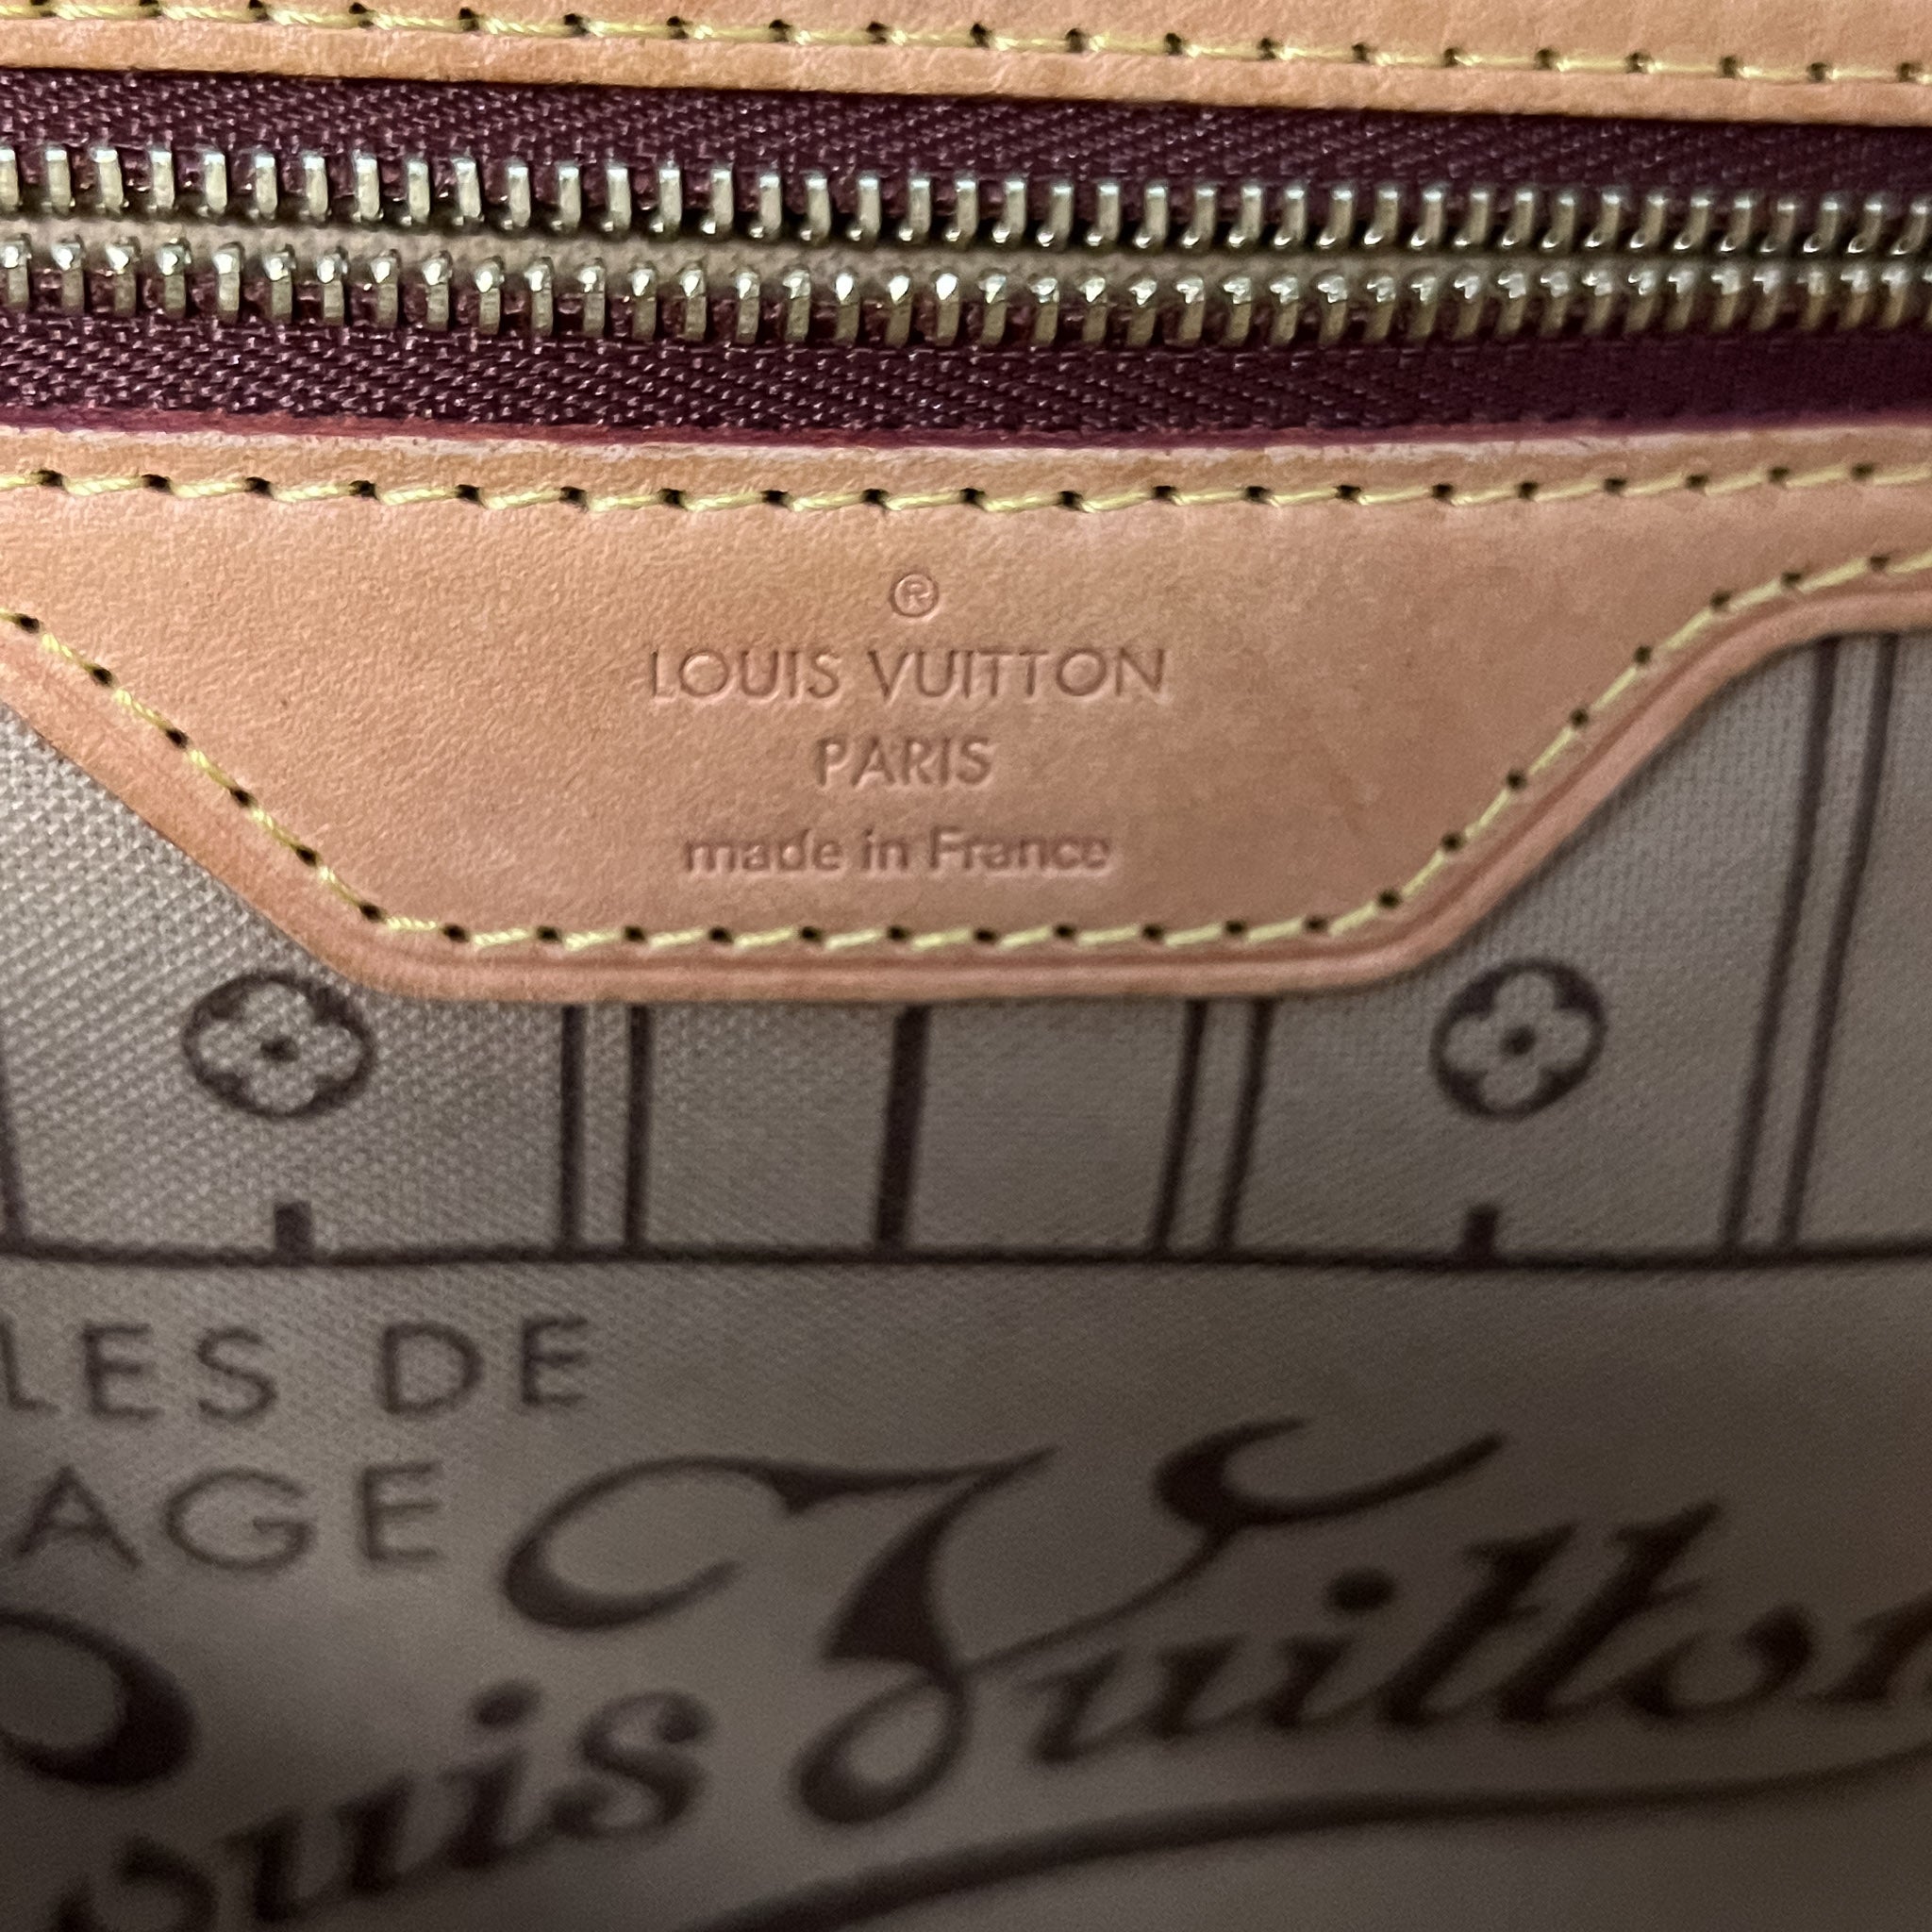 ®
LOUIS VUITTON
PARIS
made in France
LES DE
AGE
ouis Vuitton